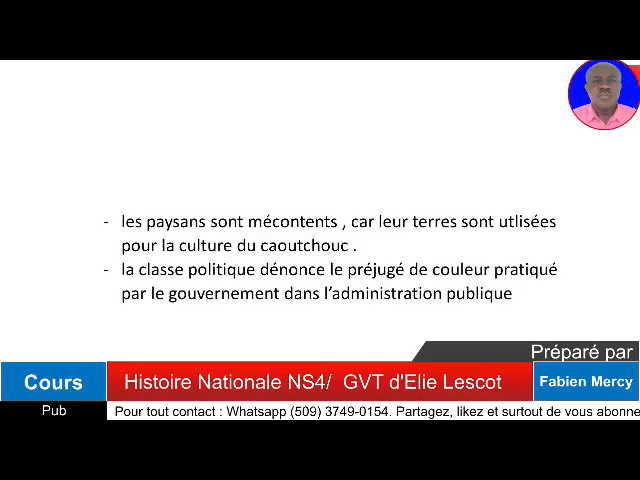 - les paysans sont mécontents , car leur terres sont utlisées
pour la culture du caoutchouc .
- la classe politique dénonce le préjugé de couleur pratiqué
par le gouvernement dans l’administration publique
Préparé par
Cours
Histoire Nationale NS4/ GVT d'Elie Lescot
Fabien Mercy
Pub
Pour tout contact : Whatsapp (509) 3749-0154. Partagez, likez et surtout de vous abonne